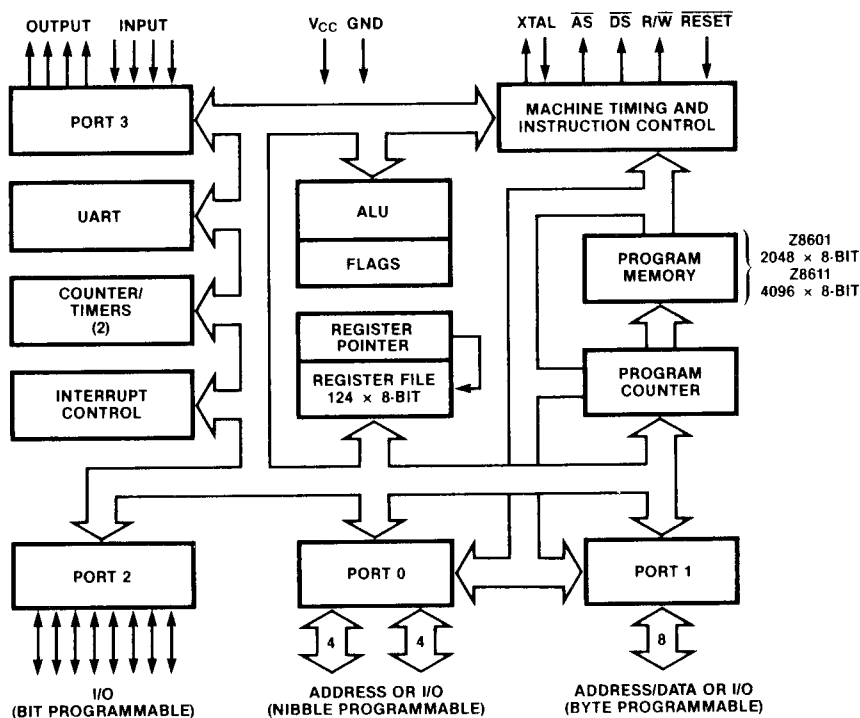 OUTPUT INPUT
VCC GND
XTAL A̅S̅ D̅S̅ R/W̅ R̅E̅S̅E̅T̅
PORT 3
MACHINE TIMING AND
INSTRUCTION CONTROL
UART
ALU
FLAGS
PROGRAM
MEMORY
Z8601
2048 × 8-BIT
Z8611
4096 × 8-BIT
COUNTER/
TIMERS
(2)
REGISTER
POINTER
REGISTER FILE
124 × 8-BIT
PROGRAM
COUNTER
INTERRUPT
CONTROL
PORT 2
PORT 0
PORT 1
4
4
8
I/O
(BIT PROGRAMMABLE)
ADDRESS OR I/O
(NIBBLE PROGRAMMABLE)
ADDRESS/DATA OR I/O
(BYTE PROGRAMMABLE)